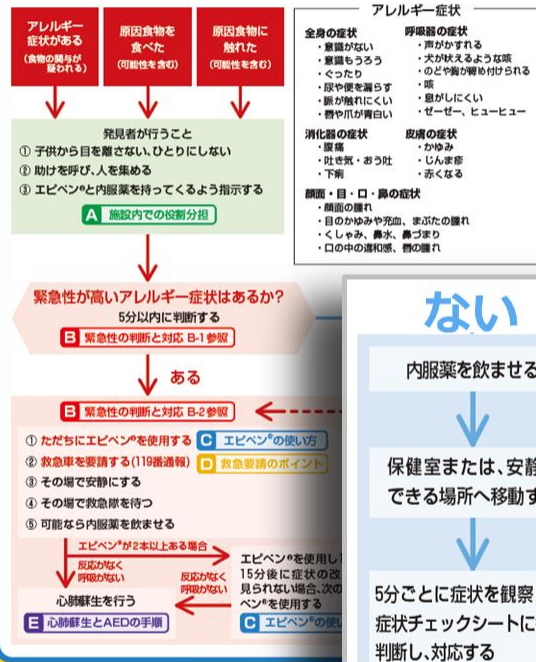 アレルギー
症状がある
(食物の関与が
疑われる)
原因食物を
食べた
(可能性を含む)
原因食物に
触れた
(可能性を含む)
発見者が行うこと
① 子供から目を離さない、ひとりにしない
② 助けを呼び、人を集める
③ エピペン®と内服薬を持ってくるよう指示する
A 施設内での役割分担
アレルギー症状
全身の症状
・意識がない
・意識もうろう
・ぐったり
・尿や便を漏らす
・脈が触れにくい
・唇や爪が青白い
呼吸器の症状
・声がかすれる
・犬が吠えるような咳
・のどや胸が締め付けられる
・咳
・息がしにくい
・ゼーゼー、ヒューヒュー
消化器の症状
・腹痛
・吐き気・おう吐
・下痢
皮膚の症状
・かゆみ
・じんま疹
・赤くなる
顔面・目・口・鼻の症状
・顔面の腫れ
・目のかゆみや充血、まぶたの腫れ
・くしゃみ、鼻水、鼻づまり
・口の中の違和感、唇の腫れ
緊急性が高いアレルギー症状はあるか?
5分以内に判断する
B 緊急性の判断と対応 B-1参照
ある
B 緊急性の判断と対応 B-2参照
① ただちにエピペン®を使用する C エピペン®の使い方
② 救急車を要請する(119番通報) D 救急要請のポイント
③ その場で安静にする
④ その場で救急隊を待つ
⑤ 可能なら内服薬を飲ませる
エピペン®が2本以上ある場合
反応がなく
呼吸がない
反応がなく
呼吸がない
心肺蘇生を行う
E 心肺蘇生とAEDの手順
エピペン®を使用し
15分後に症状の改
見られない場合、次の
ペン®を使用する
C エピペン®の使い
ない
内服薬を飲ませる
保健室または、安静
できる場所へ移動す
5分ごとに症状を観察
症状チェックシートに
判断し、対応する